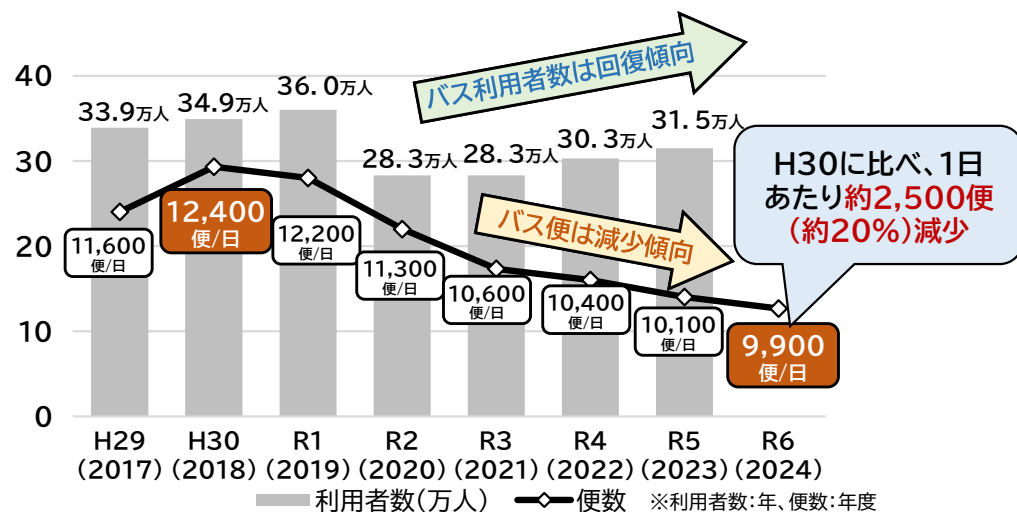 バス利用者数は回復傾向
40
30
20
10
0
33.9万人
34.9万人
36.0万人
28.3万人
28.3万人
30.3万人
31.5万人
H30に比べ、1日
あたり約2,500便
(約20%)減少
バス便は減少傾向
11,600
便/日
12,400
便/日
12,200
便/日
11,300
便/日
10,600
便/日
10,400
便/日
10,100
便/日
9,900
便/日
H29 H30 R1 R2 R3 R4 R5 R6
(2017) (2018) (2019) (2020) (2021) (2022) (2023) (2024)
利用者数(万人) 便数 ※利用者数:年、便数:年度